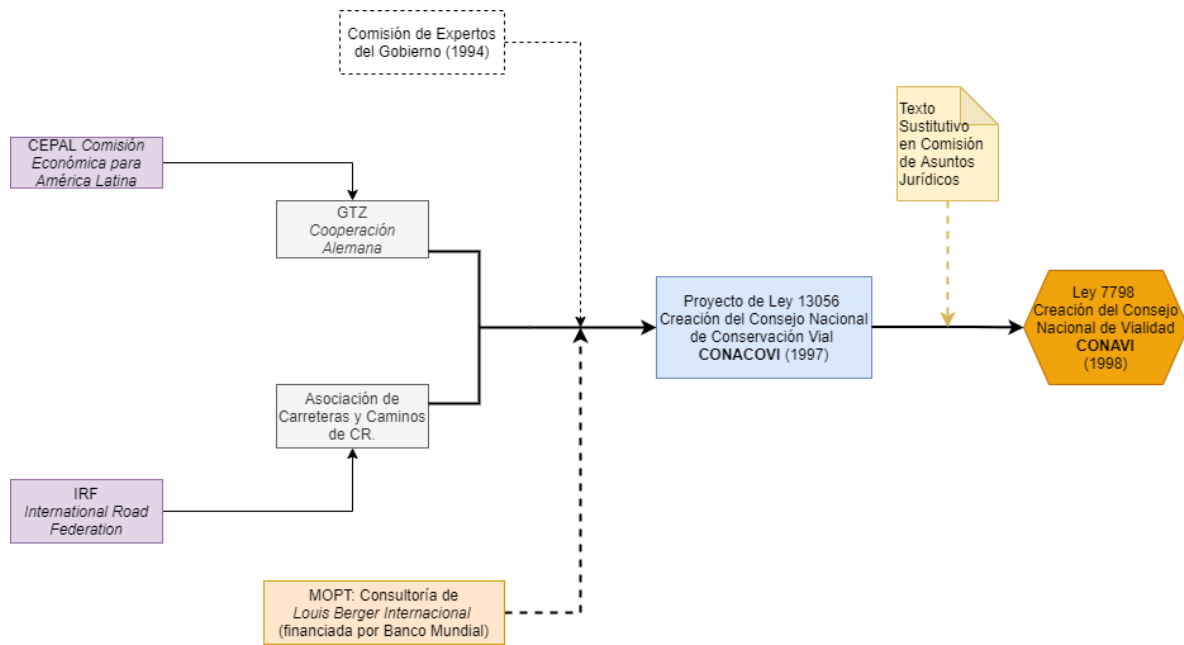 Comisión de Expertos
del Gobierno (1994)
CEPAL Comisión
Económica para
América Latina
GTZ
Cooperación
Alemana
Asociación de
Carreteras y Caminos
de CR.
IRF
International Road
Federation
MOPT: Consultoría de
Louis Berger Internacional
(financiada por Banco Mundial)
Proyecto de Ley 13056
Creación del Consejo Nacional
de Conservación Vial
CONACOVI (1997)
Texto
Sustitutivo
en Comisión
de Asuntos
Jurídicos
Ley 7798
Creación del Consejo
Nacional de Vialidad
CONAVI
(1998)